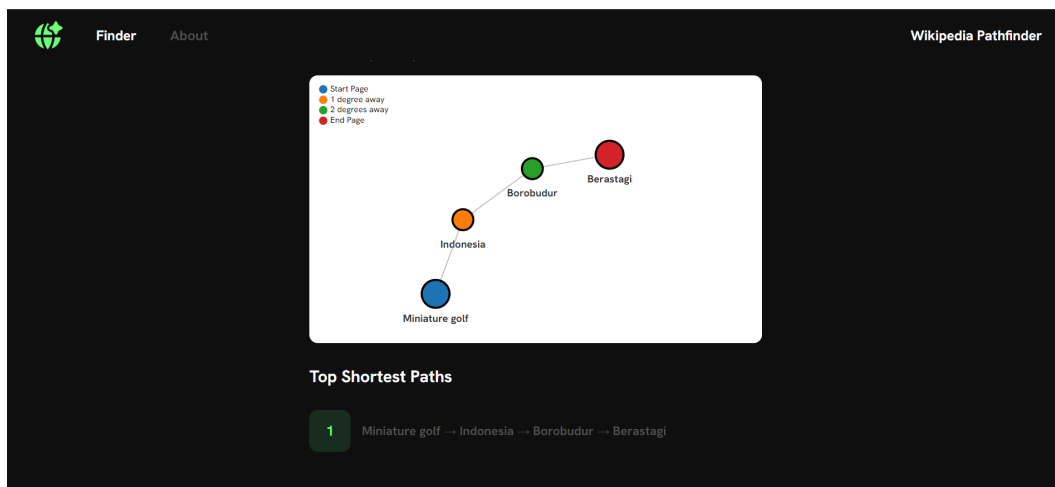 Finder
About
Wikipedia Pathfinder
Start Page
1 degree away
2 degrees away
End Page
Berastagi
Borobudur
Indonesia
Miniature golf
Top Shortest Paths
1
Miniature golf → Indonesia → Borobudur → Berastagi